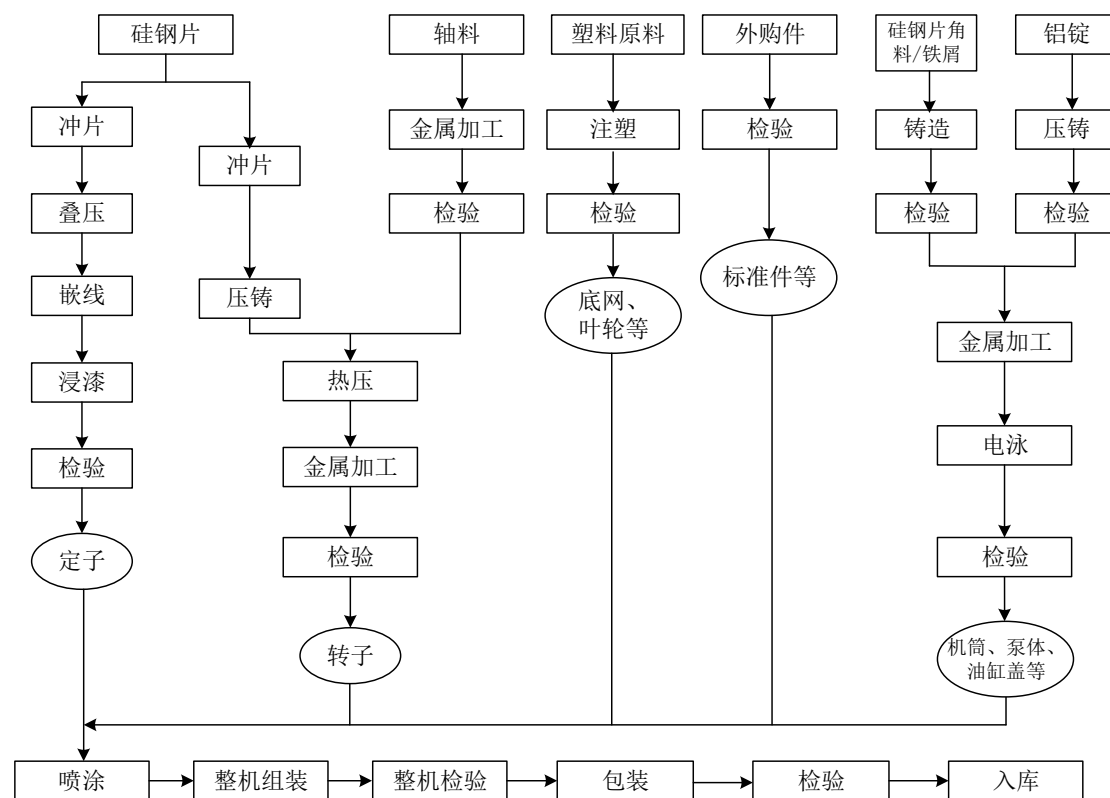 硅钢片
轴料
塑料原料
外购件
硅钢片角
料/铁屑
铝锭
冲片
冲片
金属加工
注塑
检验
铸造
压铸
叠压
检验
检验
检验
检验
嵌线
压铸
底网、
叶轮等
标准件等
浸漆
热压
金属加工
检验
金属加工
电泳
定子
检验
检验
转子
机筒、泵体、
油缸盖等
喷涂
整机组装
整机检验
包装
检验
入库